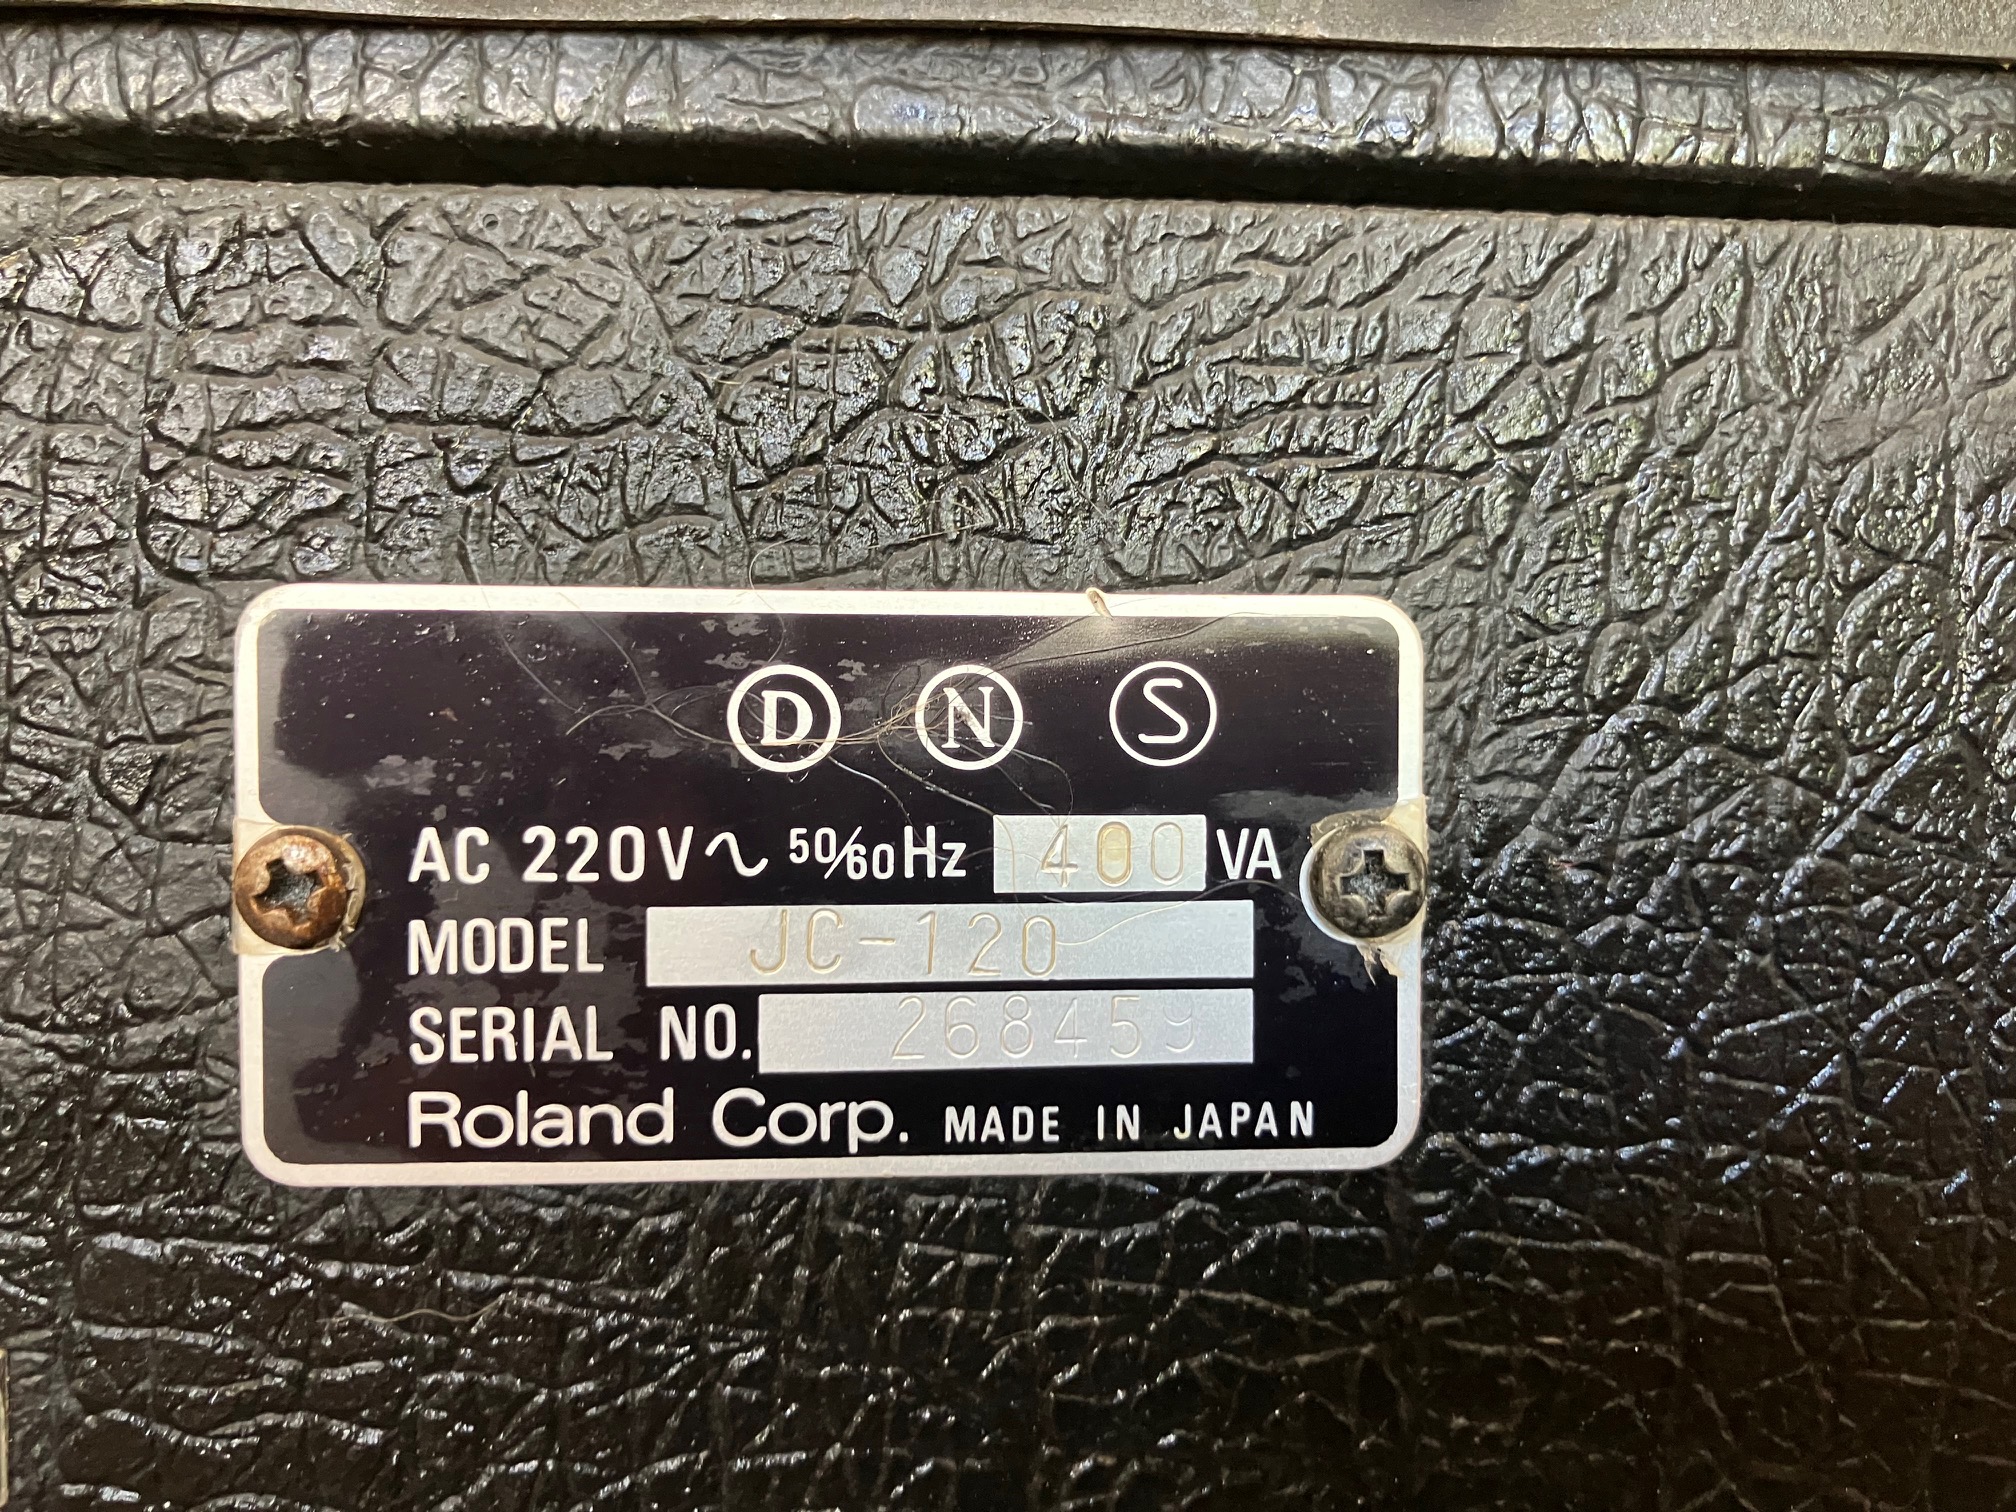 D N S
AC 220V~ 50/60Hz 400 VA
MODEL JC-120
SERIAL NO. 268459
Roland Corp. MADE IN JAPAN